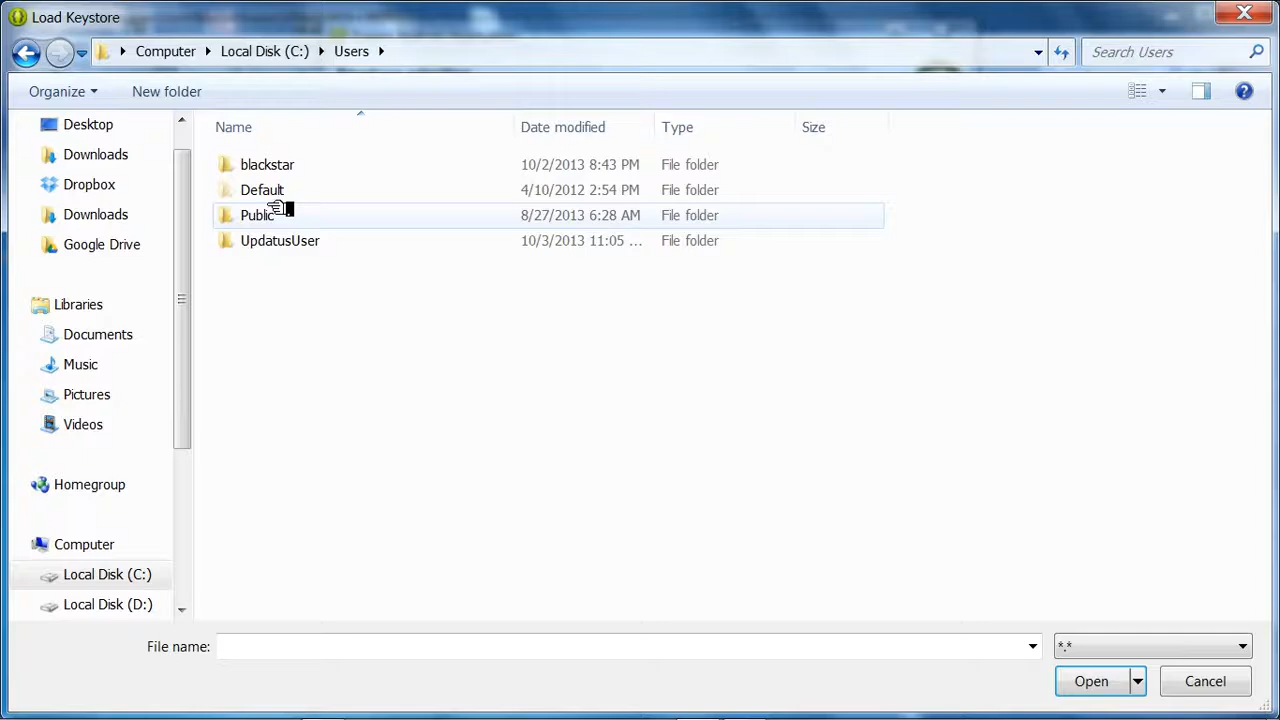 Load Keystore
Computer Local Disk (C:) Users Search Users
Organize New folder
Name Date modified Type Size
blackstar 10/2/2013 8:43 PM File folder
Default 4/10/2012 2:54 PM File folder
Public 8/27/2013 6:28 AM File folder
UpdatusUser 10/3/2013 11:05 ... File folder
Desktop
Downloads
Dropbox
Downloads
Google Drive
Libraries
Documents
Music
Pictures
Videos
Homegroup
Computer
Local Disk (C:)
Local Disk (D:)
File name: *.*
Open Cancel